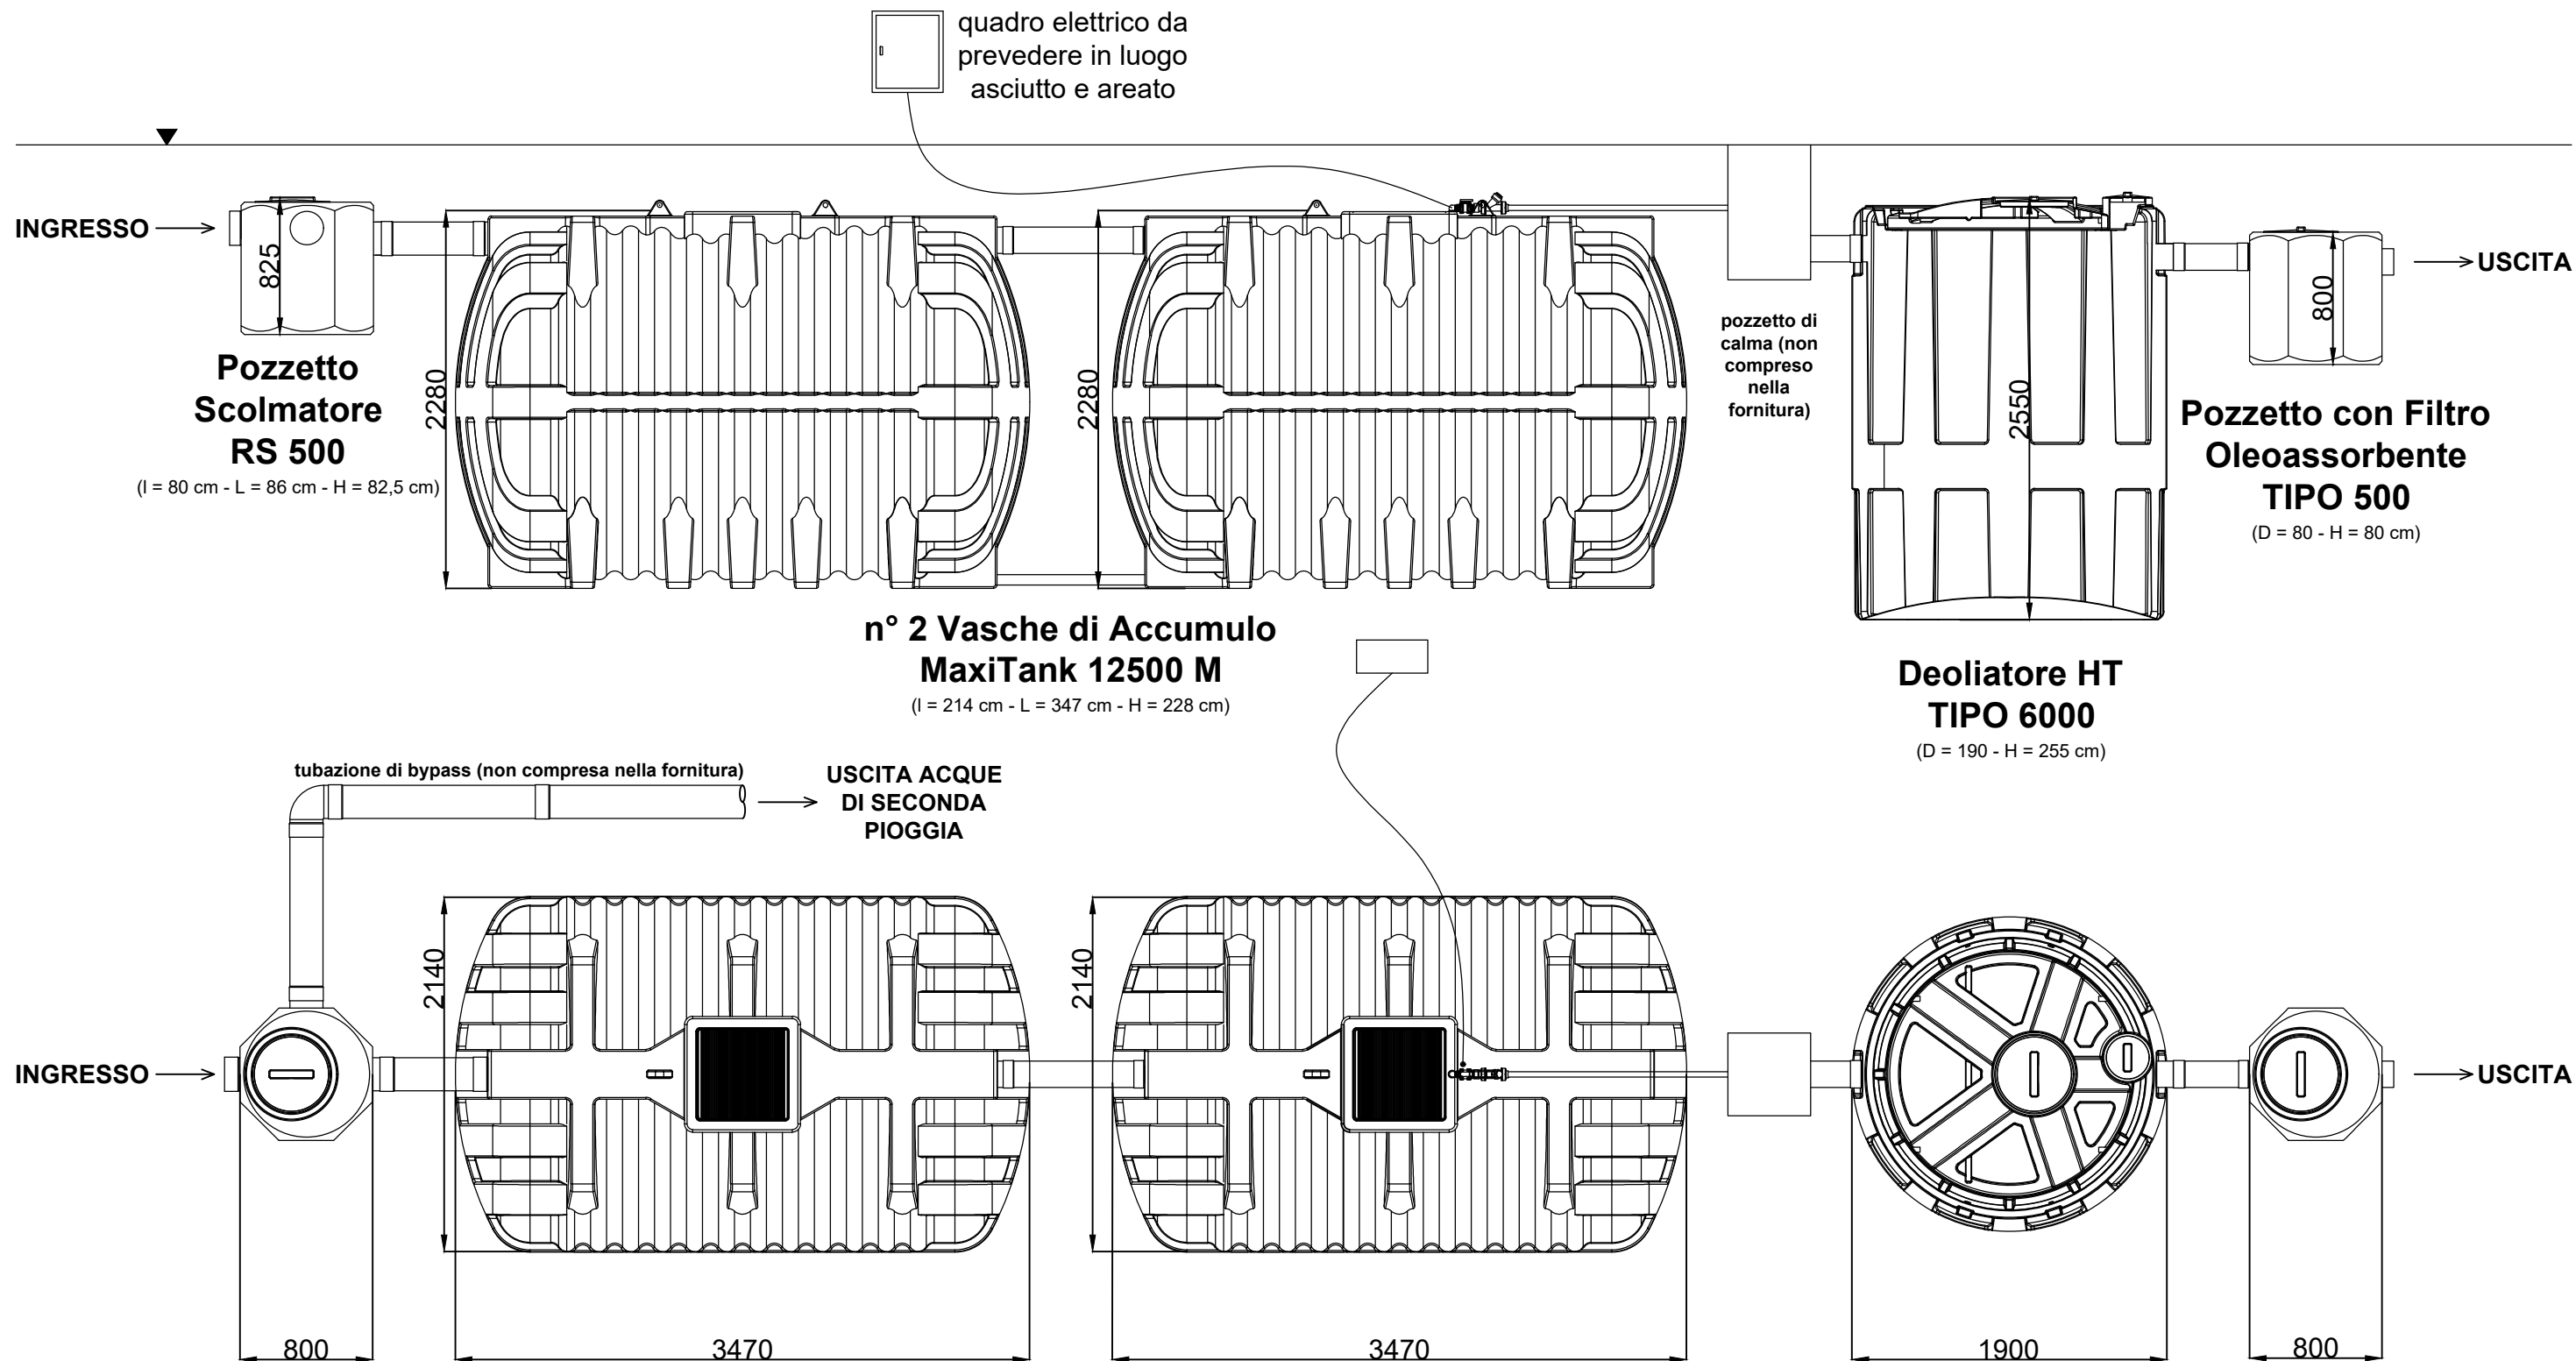 quadro elettrico da
prevedere in luogo
asciutto e areato
INGRESSO
825
2280
2280
2550
800
USCITA
Pozzetto
Scolmatore
RS 500
(l = 80 cm - L = 86 cm - H = 82,5 cm)
pozzetto di
calma (non
compreso
nella
fornitura)
Pozzetto con Filtro
Oleoassorbente
TIPO 500
(D = 80 - H = 80 cm)
n° 2 Vasche di Accumulo
MaxiTank 12500 M
(l = 214 cm - L = 347 cm - H = 228 cm)
Deoliatore HT
TIPO 6000
(D = 190 - H = 255 cm)
tubazione di bypass (non compresa nella fornitura)
USCITA ACQUE
DI SECONDA
PIOGGIA
2140
2140
INGRESSO
USCITA
800
3470
3470
1900
800